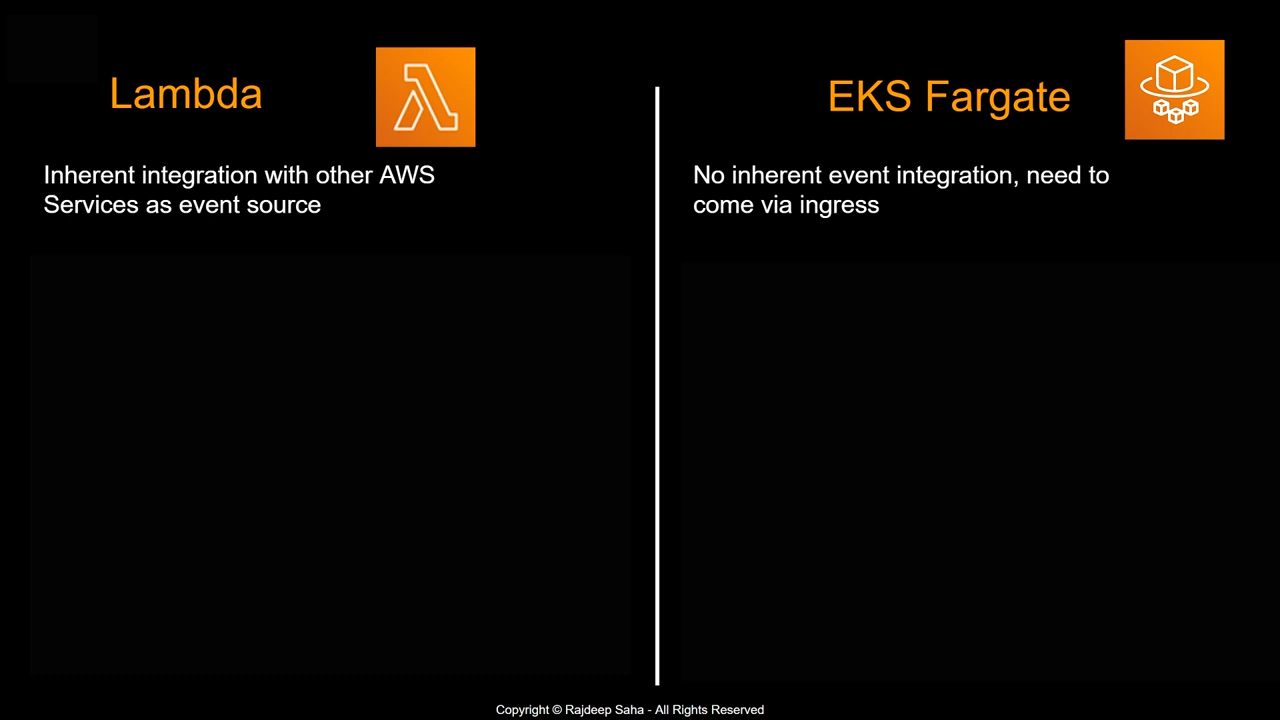 Lambda
Inherent integration with other AWS
Services as event source
EKS Fargate
No inherent event integration, need to
come via ingress
Copyright © Rajdeep Saha - All Rights Reserved